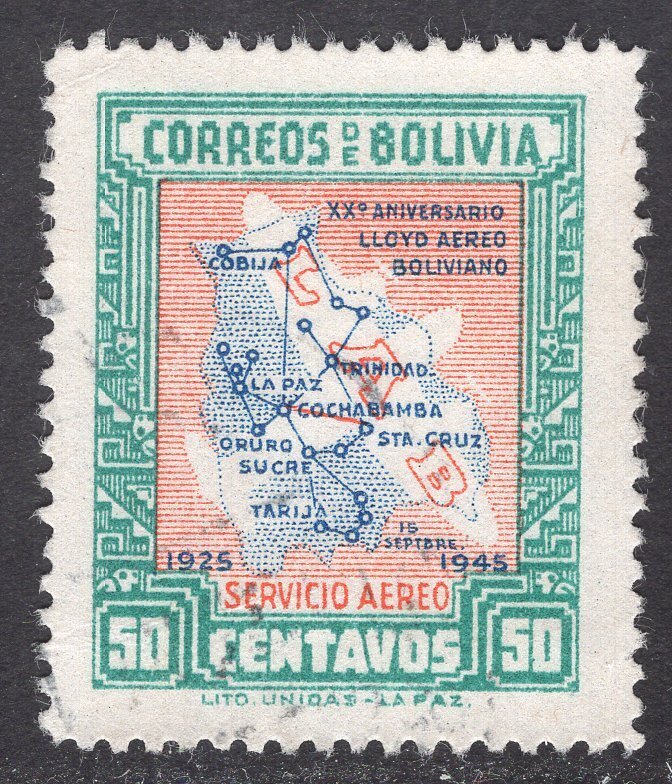 CORREOS DE BOLIVIA
XXº ANIVERSARIO
LLOYD AEREO
BOLIVIANO
COBIJA
L
A
TRINIDAD
LA PAZ
COCHABAMBA
ORURO
STA. CRUZ
SUCRE
B
TARIJA
15
SEPTBRE.
1925
1945
SERVICIO AEREO
50 CENTAVOS 50
LITO. UNIDAS - LA PAZ.